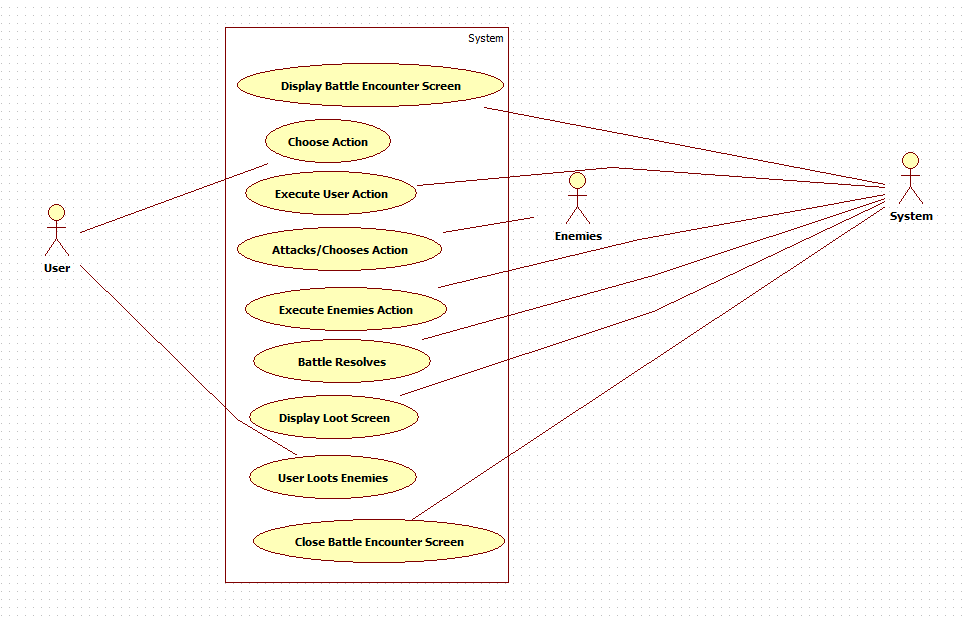 System
Display Battle Encounter Screen
Choose Action
Execute User Action
Attacks/Chooses Action
Execute Enemies Action
Battle Resolves
Display Loot Screen
User Loots Enemies
Close Battle Encounter Screen
User
Enemies
System